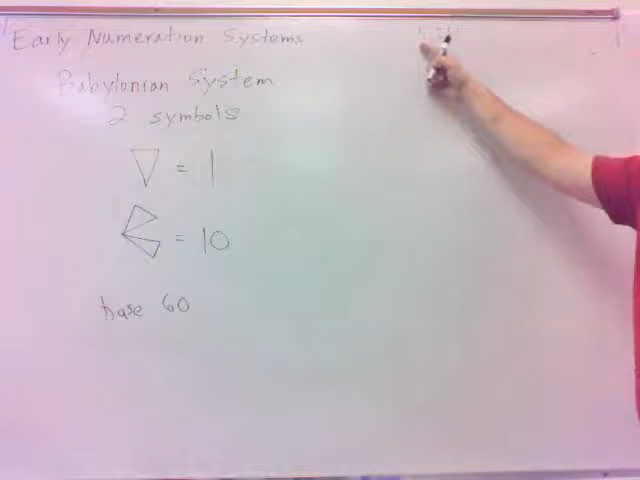 Early Numeration Systems
Babylonian System
2 symbols
= 1
= 10
base 60